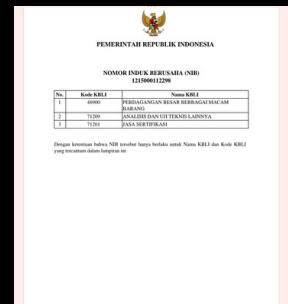 PEMERINTAH REPUBLIK INDONESIA
NOMOR INDUK BERUSAHA (NIB)
1215000112298
No. Kode KBLI Nama KBLI
1 46900 PERDAGANGAN BESAR BERBAGAI MACAM
BARANG
2 71209 ANALISIS DAN UJI TEKNIS LAINNYA
3 71201 JASA SERTIFIKASI
Dengan ketentuan bahwa NIB tersebut hanya berlaku untuk Nama KBLI dan Kode KBLI
yang tercantum dalam lampiran ini